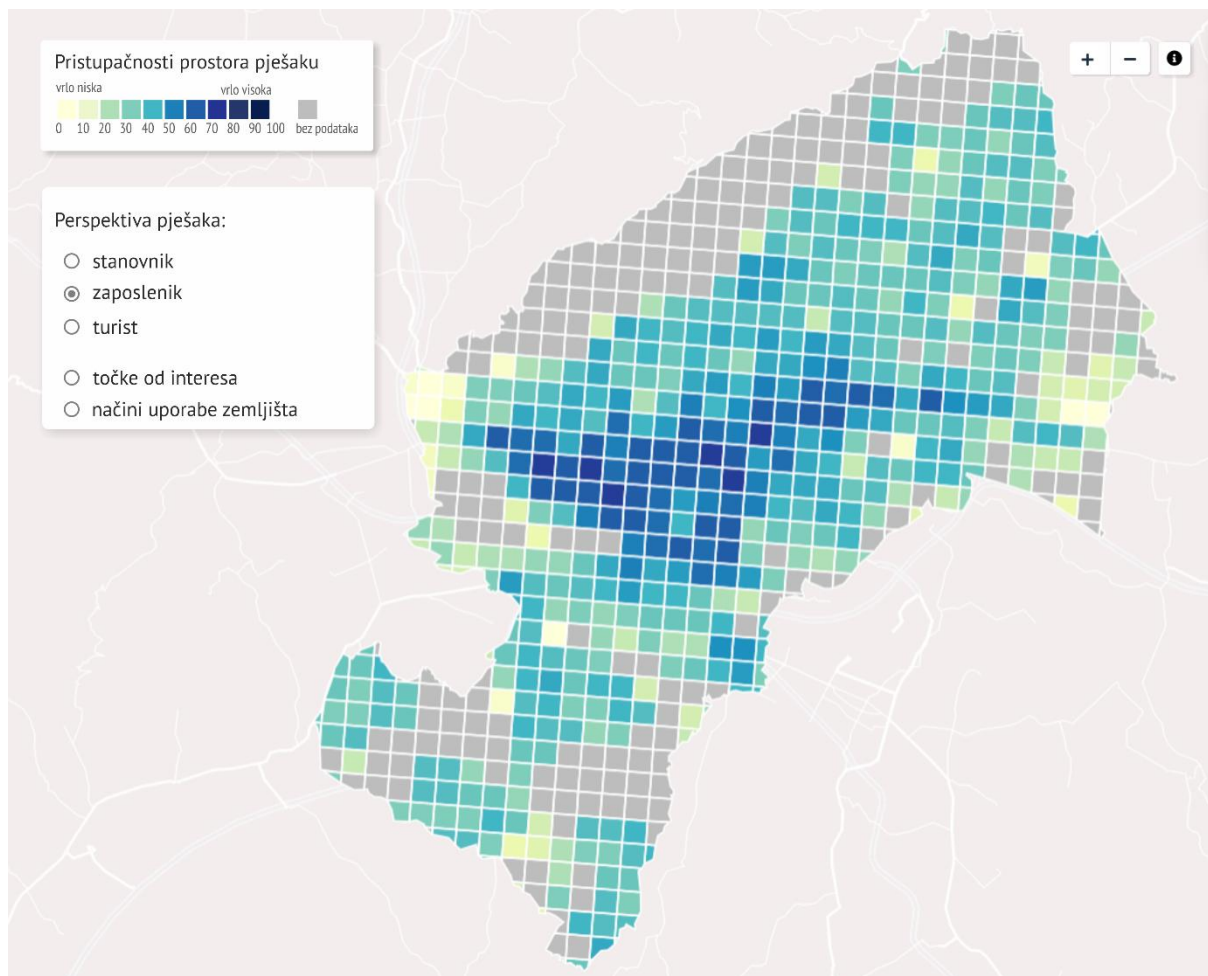 Pristupačnosti prostora pješaku
vrlo niska vrlo visoka
0 10 20 30 40 50 60 70 80 90 100 bez podataka
+ −
Perspektiva pješaka:
stanovnik
zaposlenik
turist
točke od interesa
načini uporabe zemljišta